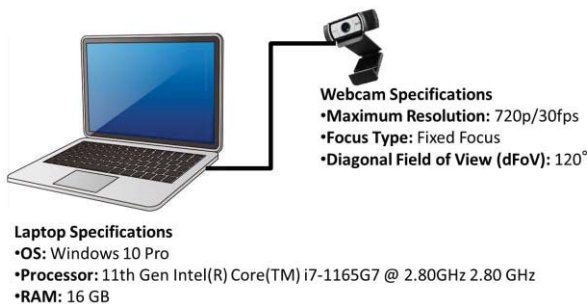 Webcam Specifications
•Maximum Resolution: 720p/30fps
•Focus Type: Fixed Focus
•Diagonal Field of View (dFoV): 120°
Laptop Specifications
•OS: Windows 10 Pro
•Processor: 11th Gen Intel(R) Core(TM) i7-1165G7 @ 2.80GHz 2.80 GHz
•RAM: 16 GB